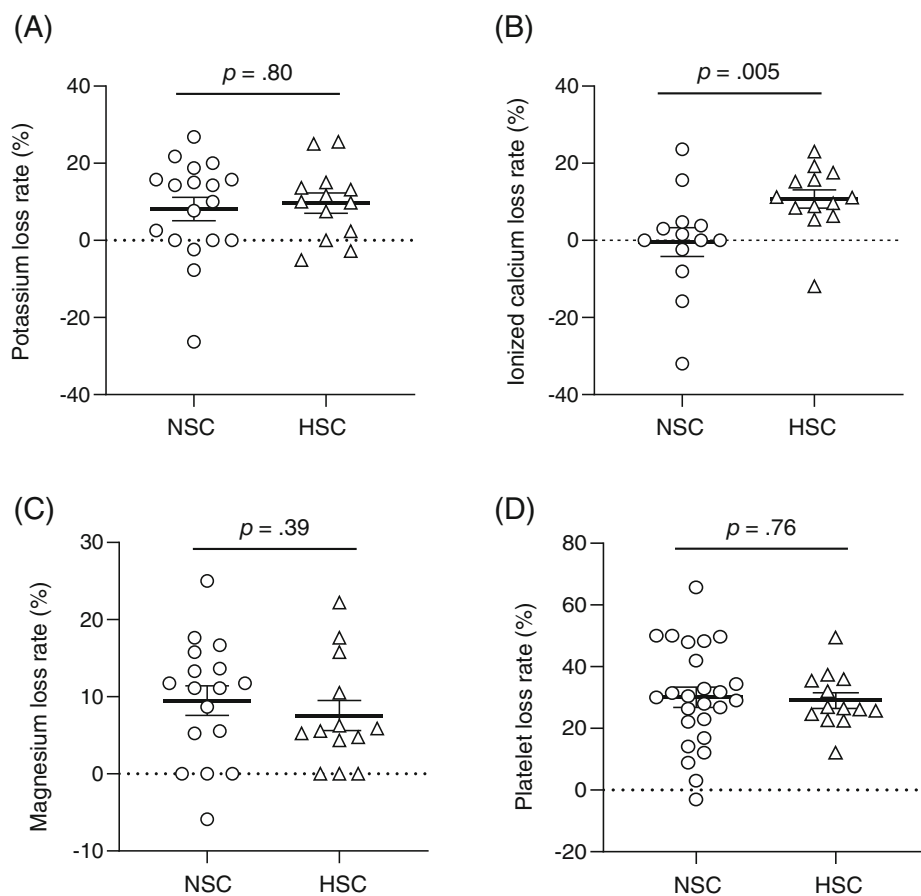 (A)
p = .80
40
20
0
-20
-40
Potassium loss rate (%)
NSC HSC
(B)
p = .005
40
20
0
-20
-40
Ionized calcium loss rate (%)
NSC HSC
(C)
p = .39
30
20
10
0
-10
Magnesium loss rate (%)
NSC HSC
(D)
p = .76
80
60
40
20
0
-20
Platelet loss rate (%)
NSC HSC